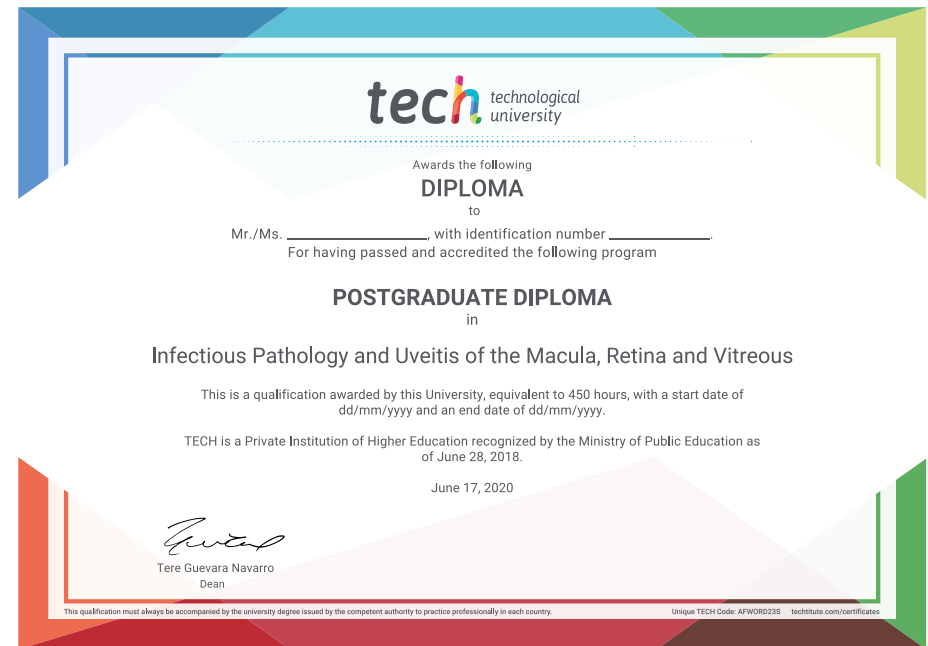 tech technological
university
Awards the following
DIPLOMA
to
Mr./Ms. ____________________, with identification number ______________.
For having passed and accredited the following program
POSTGRADUATE DIPLOMA
in
Infectious Pathology and Uveitis of the Macula, Retina and Vitreous
This is a qualification awarded by this University, equivalent to 450 hours, with a start date of
dd/mm/yyyy and an end date of dd/mm/yyyy.
TECH is a Private Institution of Higher Education recognized by the Ministry of Public Education as
of June 28, 2018.
June 17, 2020
Tere Guevara Navarro
Dean
This qualification must always be accompanied by the university degree issued by the competent authority to practice professionally in each country. Unique TECH Code: AFWORD23S techtitute.com/certificates